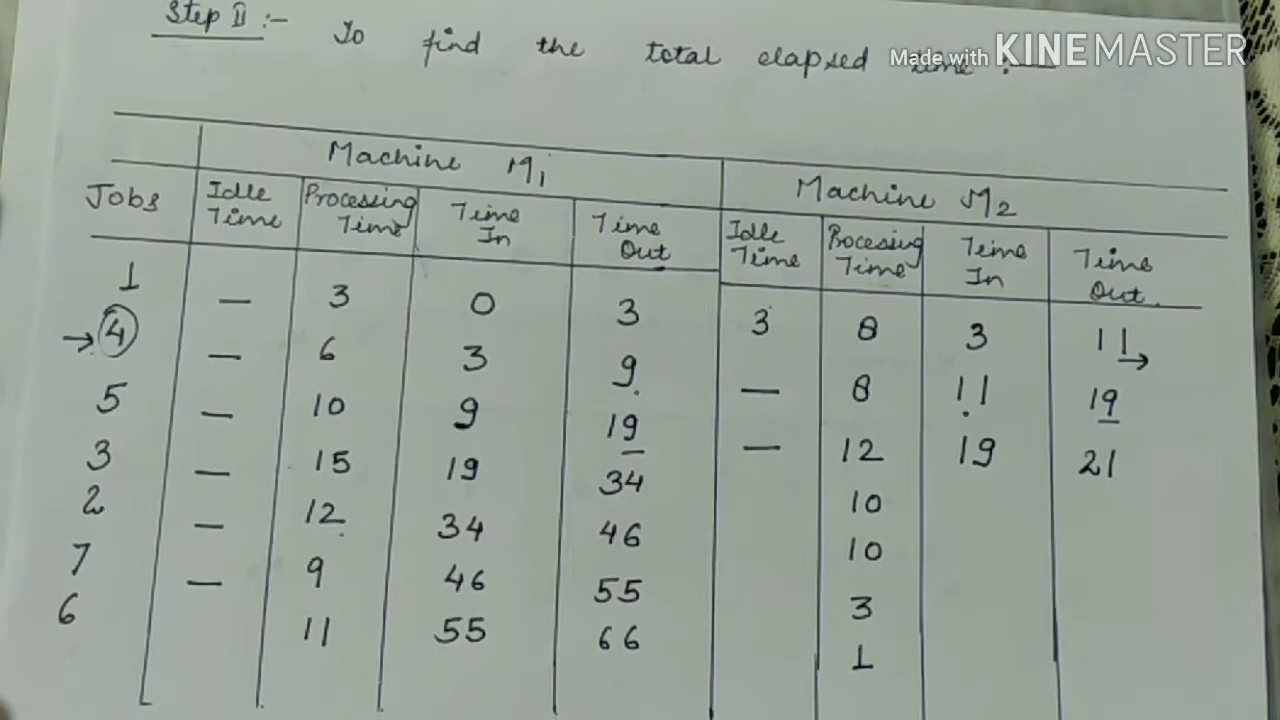 Step II :-
To find the total elapsed time :-
Made with KINEMASTER
Machine M1 Machine M2
Jobs Idle Time Processing Time Time In Time Out Idle Time Procesing Time Time In Time Out
1 — 3 0 3 3 8 3 11
→ 4 — 6 3 9 — 8 11 19
5 — 10 9 19 — 12 19 21
3 — 15 19 34 10
2 — 12 34 46 10
7 — 9 46 55 3
6 11 55 66 1